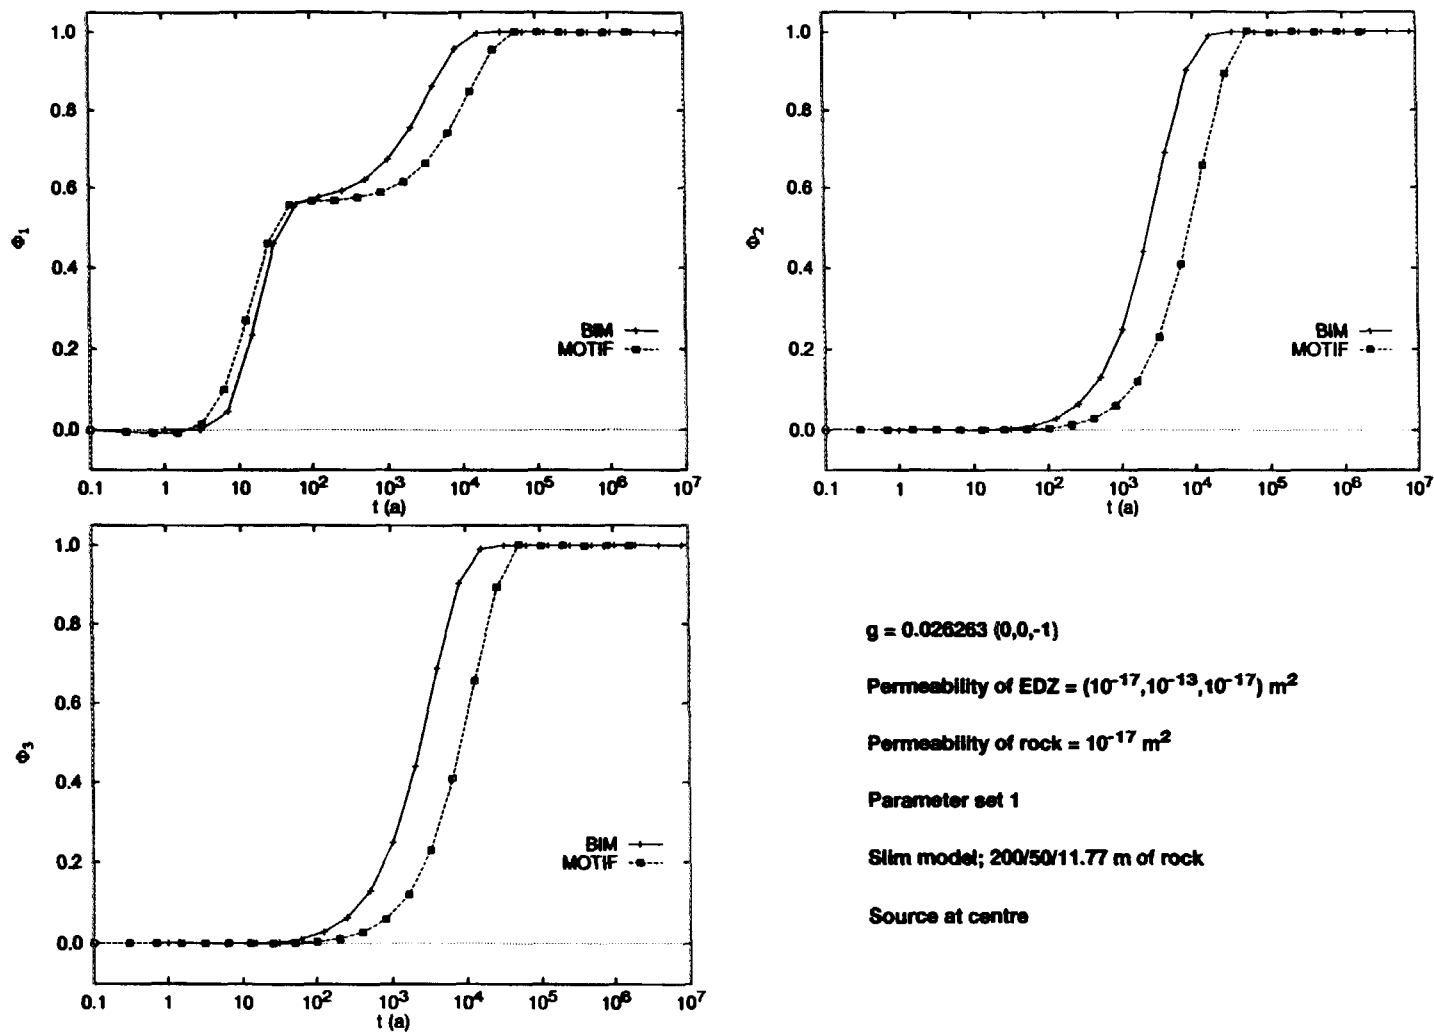 1.0
0.8
0.6
0.4
0.2
0.0
Φ1
BIM
MOTIF
0.1 1 10 10² 10³ 10⁴ 10⁵ 10⁶ 10⁷
t (a)
1.0
0.8
0.6
0.4
0.2
0.0
Φ2
BIM
MOTIF
0.1 1 10 10² 10³ 10⁴ 10⁵ 10⁶ 10⁷
t (a)
1.0
0.8
0.6
0.4
0.2
0.0
Φ3
BIM
MOTIF
0.1 1 10 10² 10³ 10⁴ 10⁵ 10⁶ 10⁷
t (a)
g = 0.026263 (0,0,-1)
Permeability of EDZ = (10⁻¹⁷,10⁻¹³,10⁻¹⁷) m²
Permeability of rock = 10⁻¹⁷ m²
Parameter set 1
Slim model; 200/50/11.77 m of rock
Source at centre